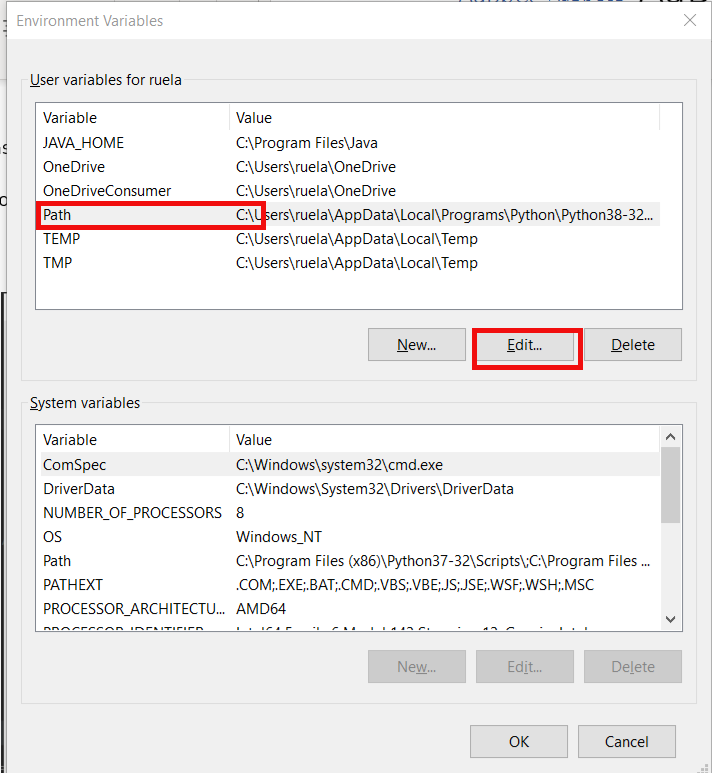 Environment Variables
User variables for ruela
Variable Value
JAVA_HOME C:\Program Files\Java
OneDrive C:\Users\ruela\OneDrive
OneDriveConsumer C:\Users\ruela\OneDrive
Path C:\Users\ruela\AppData\Local\Programs\Python\Python38-32...
TEMP C:\Users\ruela\AppData\Local\Temp
TMP C:\Users\ruela\AppData\Local\Temp
New... Edit... Delete
System variables
Variable Value
ComSpec C:\Windows\system32\cmd.exe
DriverData C:\Windows\System32\Drivers\DriverData
NUMBER_OF_PROCESSORS 8
OS Windows_NT
Path C:\Program Files (x86)\Python37-32\Scripts\;C:\Program Files ...
PATHEXT .COM;.EXE;.BAT;.CMD;.VBS;.VBE;.JS;.JSE;.WSF;.WSH;.MSC
PROCESSOR_ARCHITECTU... AMD64
New... Edit... Delete
OK Cancel